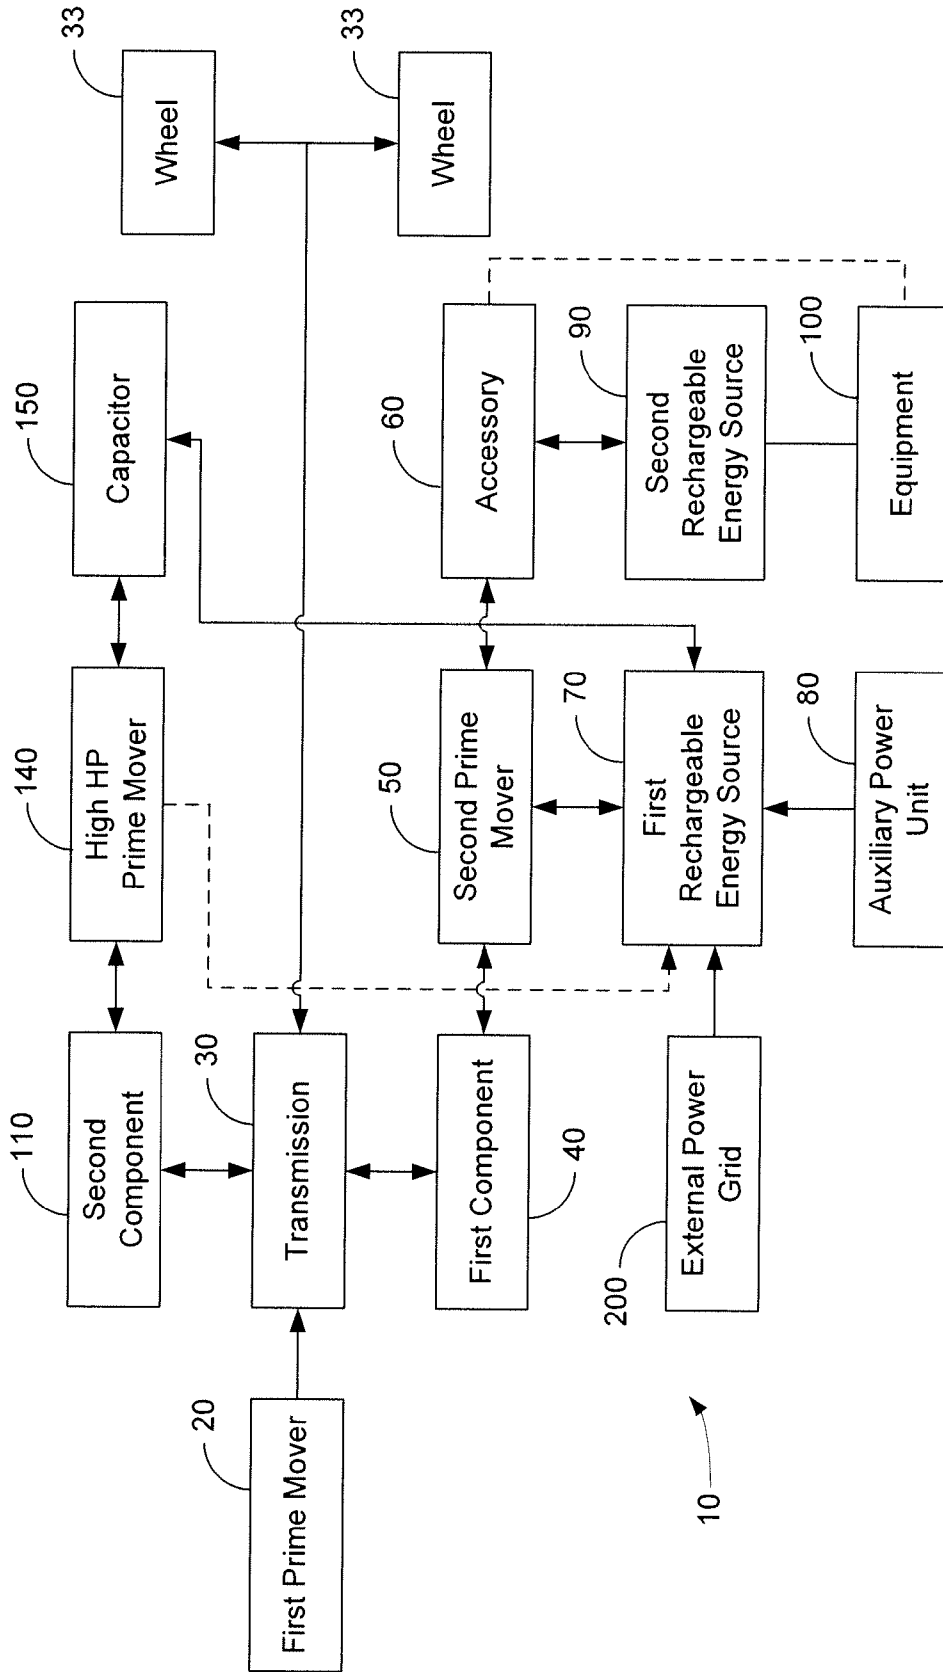 33
Wheel
33
Wheel
150
Capacitor
140
High HP
Prime Mover
110
Second
Component
60
Accessory
90
Second
Rechargeable
Energy Source
100
Equipment
50
Second Prime
Mover
70
First
Rechargeable
Energy Source
80
Auxiliary Power
Unit
30
Transmission
First Component
40
External Power
Grid
200
20
First Prime Mover
10